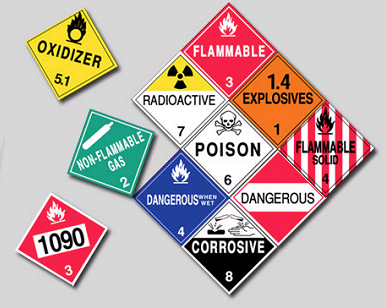 OXIDIZER
5.1
NON-FLAMMABLE
GAS
2
1090
3
FLAMMABLE
3
RADIOACTIVE
7
1.4
EXPLOSIVES
1
POISON
6
FLAMMABLE
SOLID
4
DANGEROUS WHEN
WET
4
DANGEROUS
CORROSIVE
8